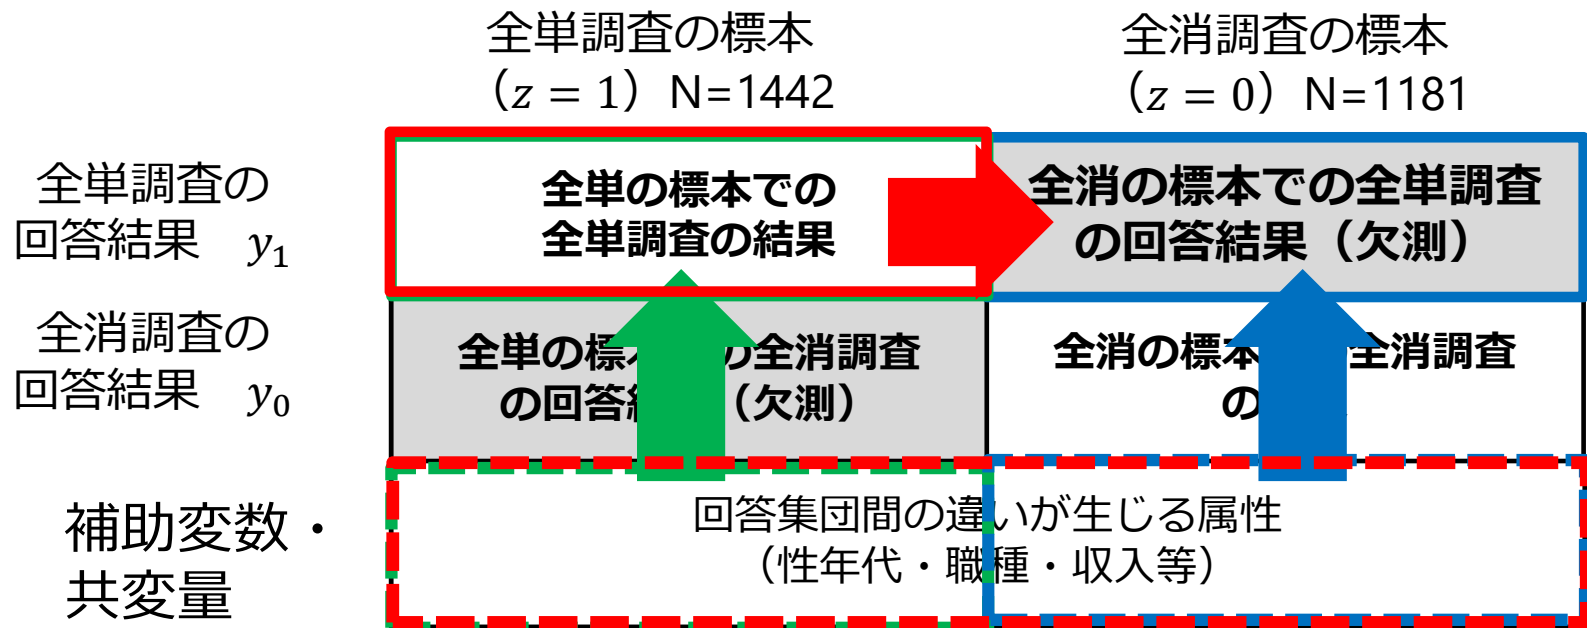 全単調査の標本
（z = 1）N=1442
全消調査の標本
（z = 0）N=1181
全単調査の
回答結果 y₁
全単の標本での
全単調査の結果
全消の標本での全単調査
の回答結果（欠測）
全消調査の
回答結果 y₀
全単の標 の全消調査
の回答 （欠測）
全消の標本 全消調査
の
補助変数・
共変量
回答集団間の違いが生じる属性
（性年代・職種・収入等）